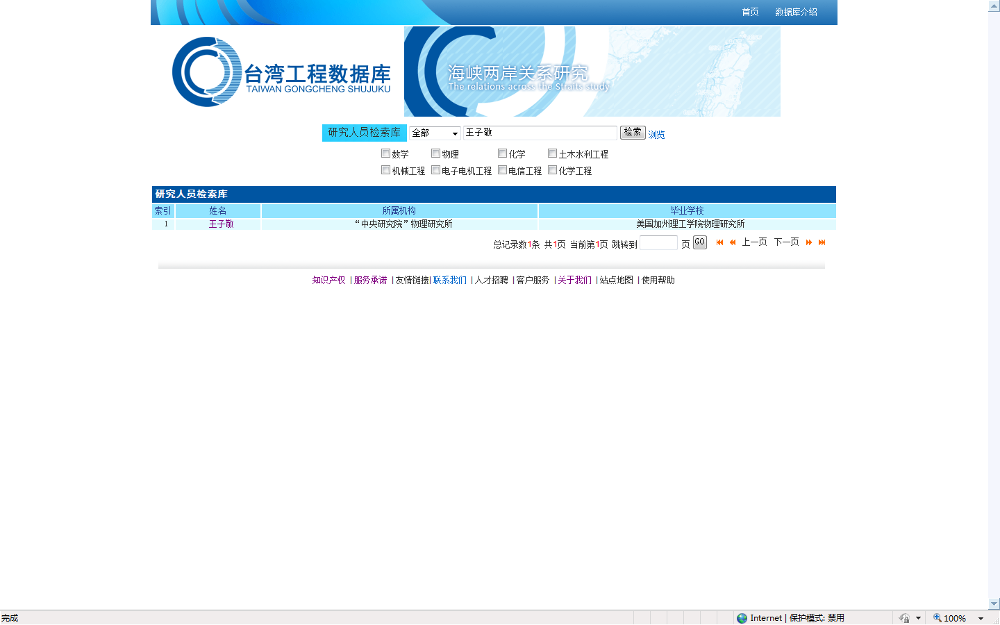 首页 数据库介绍
台湾工程数据库
TAIWAN GONGCHENG SHUJUKU
海峡两岸关系研究
The relations across the Straits study
研究人员检索库 全部 王子敬 检索 浏览
数学 物理 化学 土木水利工程
机械工程 电子电机工程 电信工程 化学工程
研究人员检索库
索引 姓名 所属机构 毕业学校
1 王子敬 “中央研究院”物理研究所 美国加州理工学院物理研究所
总记录数1条 共1页 当前第1页 跳转到 页 GO 上一页 下一页
知识产权 | 服务承诺 | 友情链接| 联系我们 | 人才招聘 | 客户服务 | 关于我们 | 站点地图 | 使用帮助
完成 Internet | 保护模式: 禁用 100%